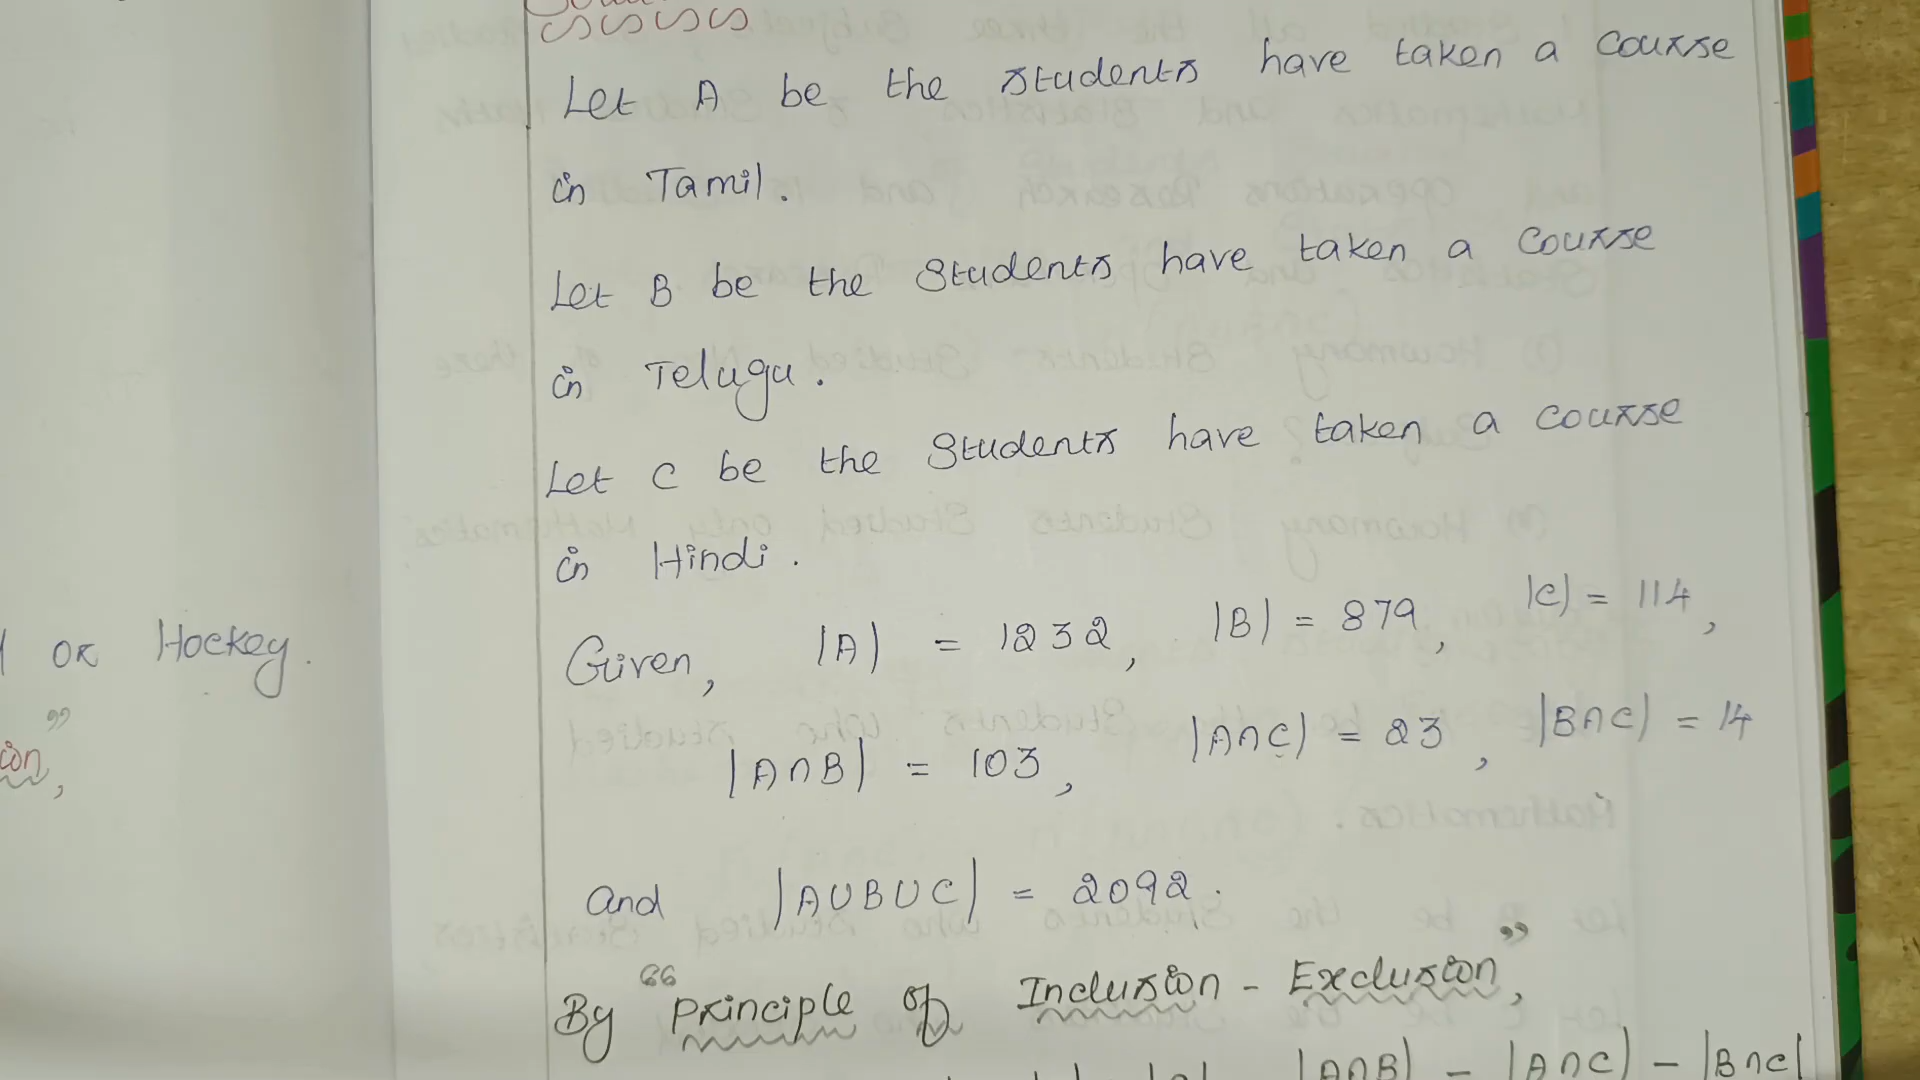 Let A be the students have taken a course
in Tamil.
Let B be the Students have taken a course
in Telugu.
Let C be the Students have taken a course
in Hindi.
Given, |A| = 1232, |B| = 879, |C| = 114,
|A∩B| = 103, |A∩C| = 23, |B∩C| = 14
and |A∪B∪C| = 2092.
By "Principle of Inclusion - Exclusion",
|A∩B| - |A∩C| - |B∩C|
or Hockey.
"